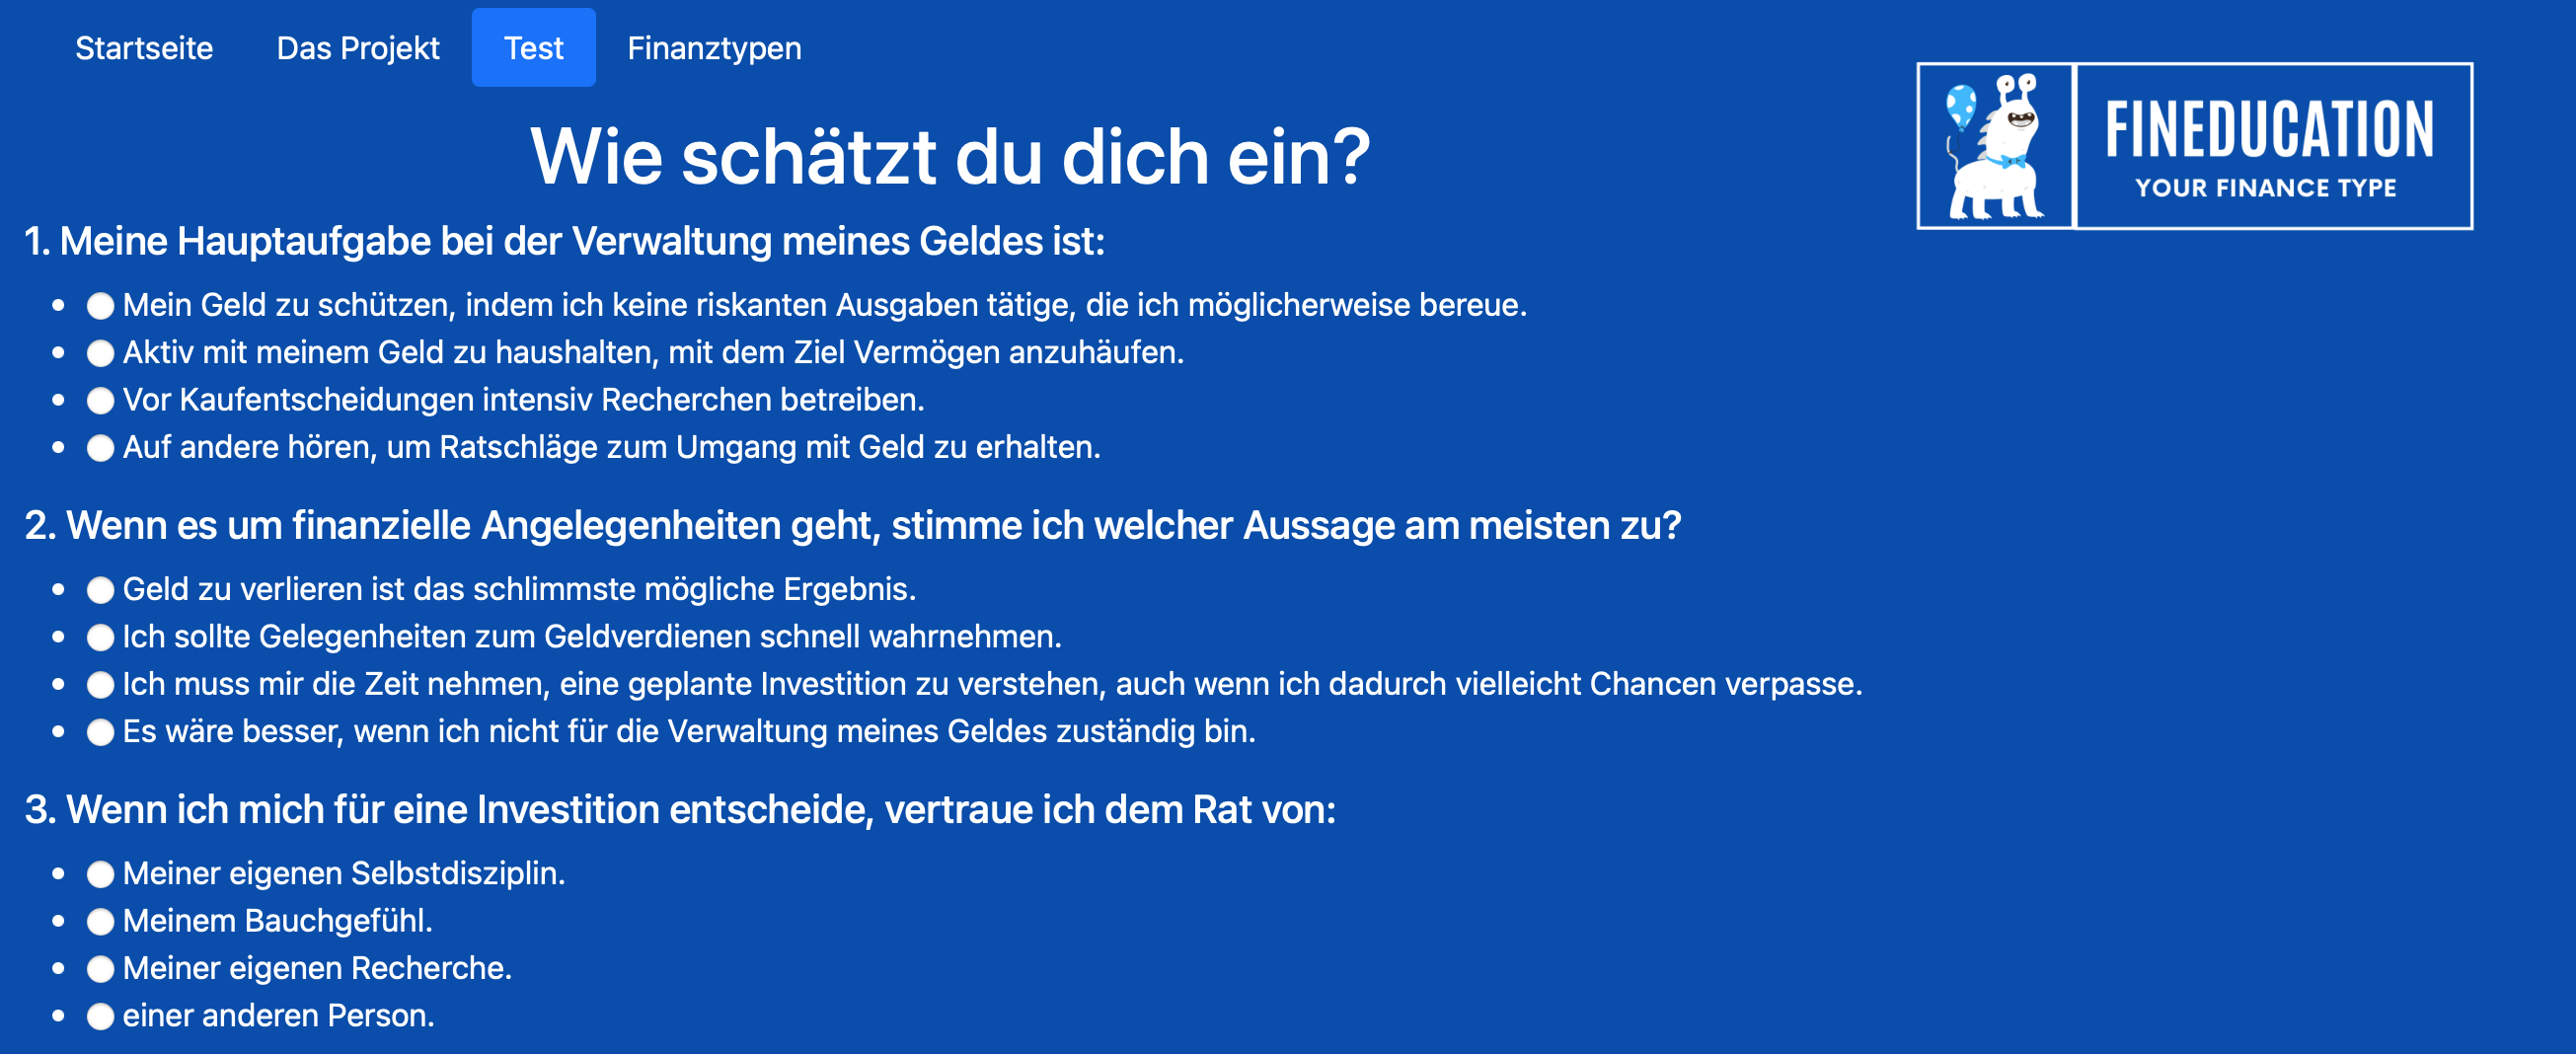 Startseite Das Projekt Test Finanztypen
FINEDUCATION
YOUR FINANCE TYPE
Wie schätzt du dich ein?
1. Meine Hauptaufgabe bei der Verwaltung meines Geldes ist:
Mein Geld zu schützen, indem ich keine riskanten Ausgaben tätige, die ich möglicherweise bereue.
Aktiv mit meinem Geld zu haushalten, mit dem Ziel Vermögen anzuhäufen.
Vor Kaufentscheidungen intensiv Recherchen betreiben.
Auf andere hören, um Ratschläge zum Umgang mit Geld zu erhalten.
2. Wenn es um finanzielle Angelegenheiten geht, stimme ich welcher Aussage am meisten zu?
Geld zu verlieren ist das schlimmste mögliche Ergebnis.
Ich sollte Gelegenheiten zum Geldverdienen schnell wahrnehmen.
Ich muss mir die Zeit nehmen, eine geplante Investition zu verstehen, auch wenn ich dadurch vielleicht Chancen verpasse.
Es wäre besser, wenn ich nicht für die Verwaltung meines Geldes zuständig bin.
3. Wenn ich mich für eine Investition entscheide, vertraue ich dem Rat von:
Meiner eigenen Selbstdisziplin.
Meinem Bauchgefühl.
Meiner eigenen Recherche.
einer anderen Person.